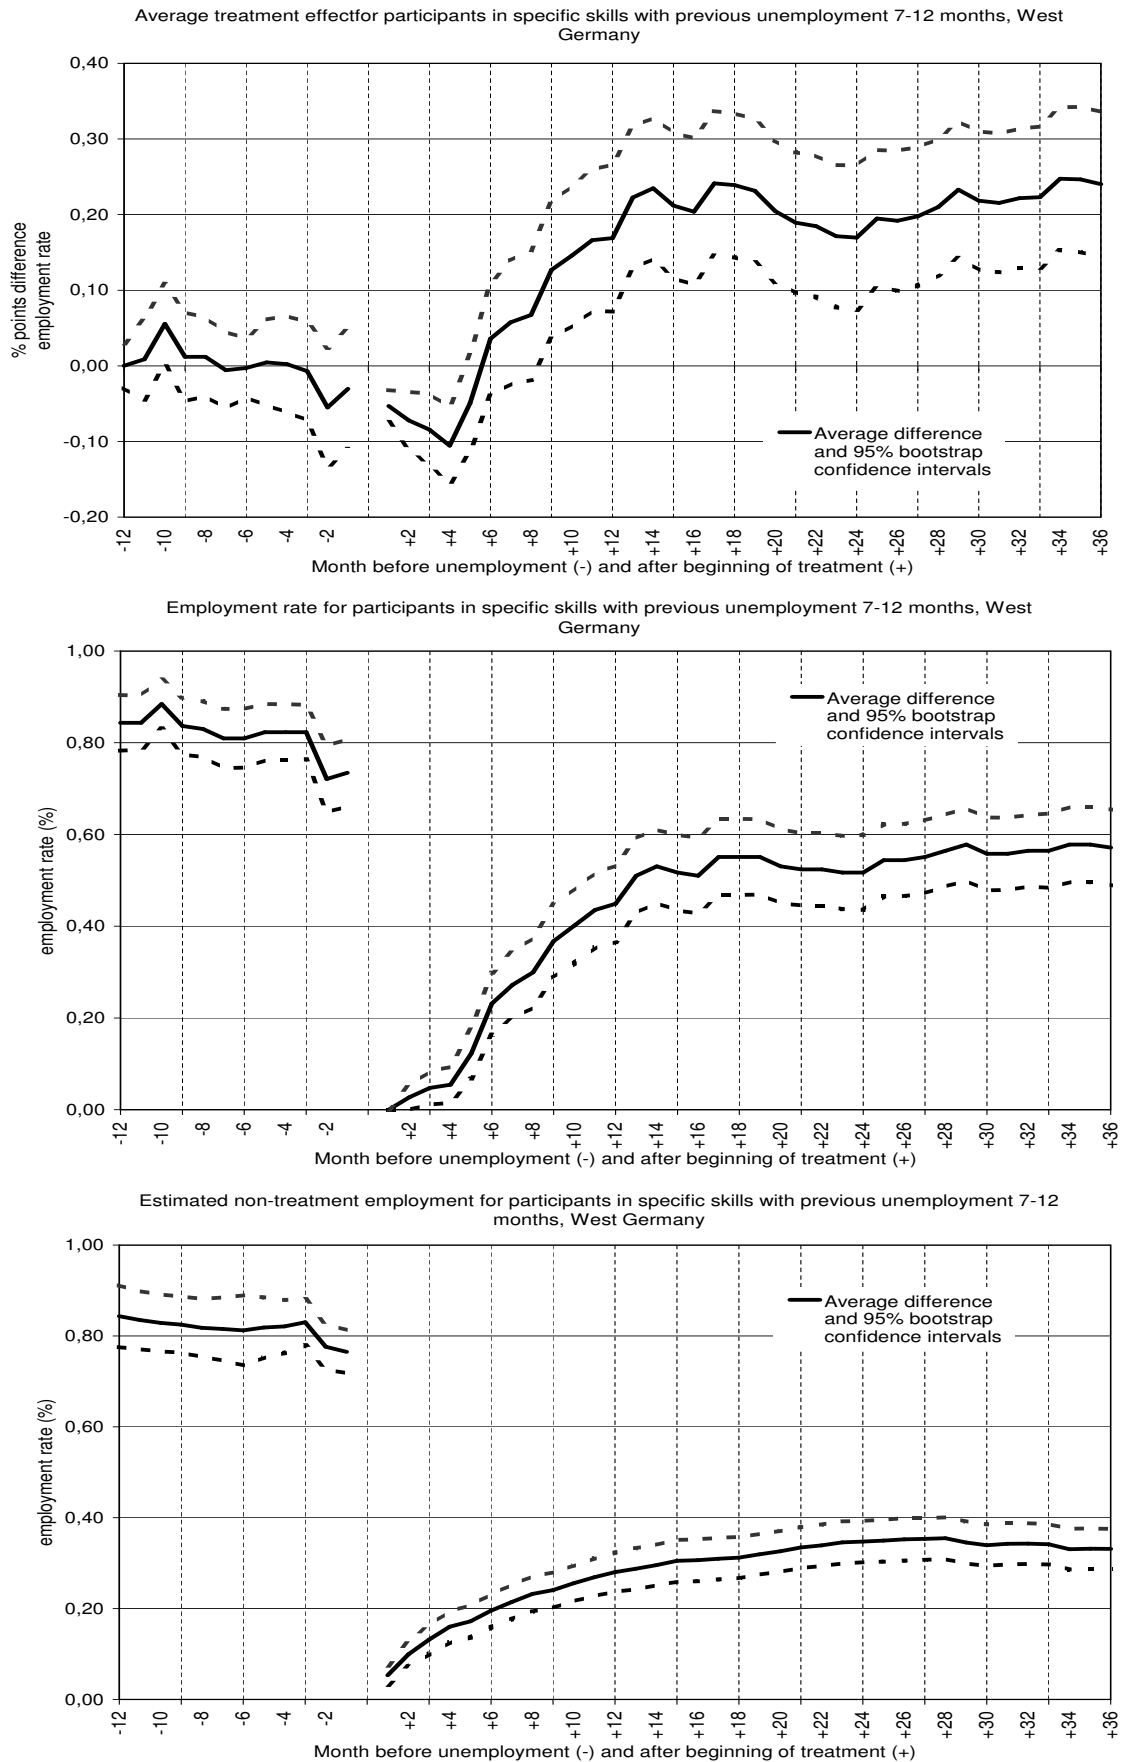 Average treatment effectfor participants in specific skills with previous unemployment 7-12 months, West
Germany
0,40
0,30
0,20
0,10
0,00
-0,10
-0,20
% points difference
employment rate
Average difference
and 95% bootstrap
confidence intervals
-12 -10 -8 -6 -4 -2 +2 +4 +6 +8 +10 +12 +14 +16 +18 +20 +22 +24 +26 +28 +30 +32 +34 +36
Month before unemployment (-) and after beginning of treatment (+)
Employment rate for participants in specific skills with previous unemployment 7-12 months, West
Germany
1,00
0,80
0,60
0,40
0,20
0,00
employment rate (%)
Average difference
and 95% bootstrap
confidence intervals
-12 -10 -8 -6 -4 -2 +2 +4 +6 +8 +10 +12 +14 +16 +18 +20 +22 +24 +26 +28 +30 +32 +34 +36
Month before unemployment (-) and after beginning of treatment (+)
Estimated non-treatment employment for participants in specific skills with previous unemployment 7-12
months, West Germany
1,00
0,80
0,60
0,40
0,20
0,00
employment rate (%)
Average difference
and 95% bootstrap
confidence intervals
-12 -10 -8 -6 -4 -2 +2 +4 +6 +8 +10 +12 +14 +16 +18 +20 +22 +24 +26 +28 +30 +32 +34 +36
Month before unemployment (-) and after beginning of treatment (+)